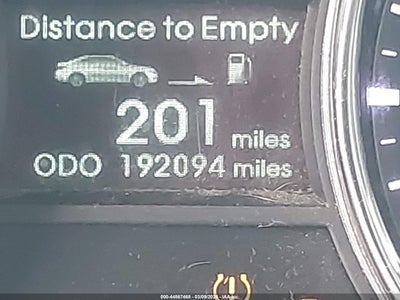 Distance to Empty
201 miles
ODO 192094 miles